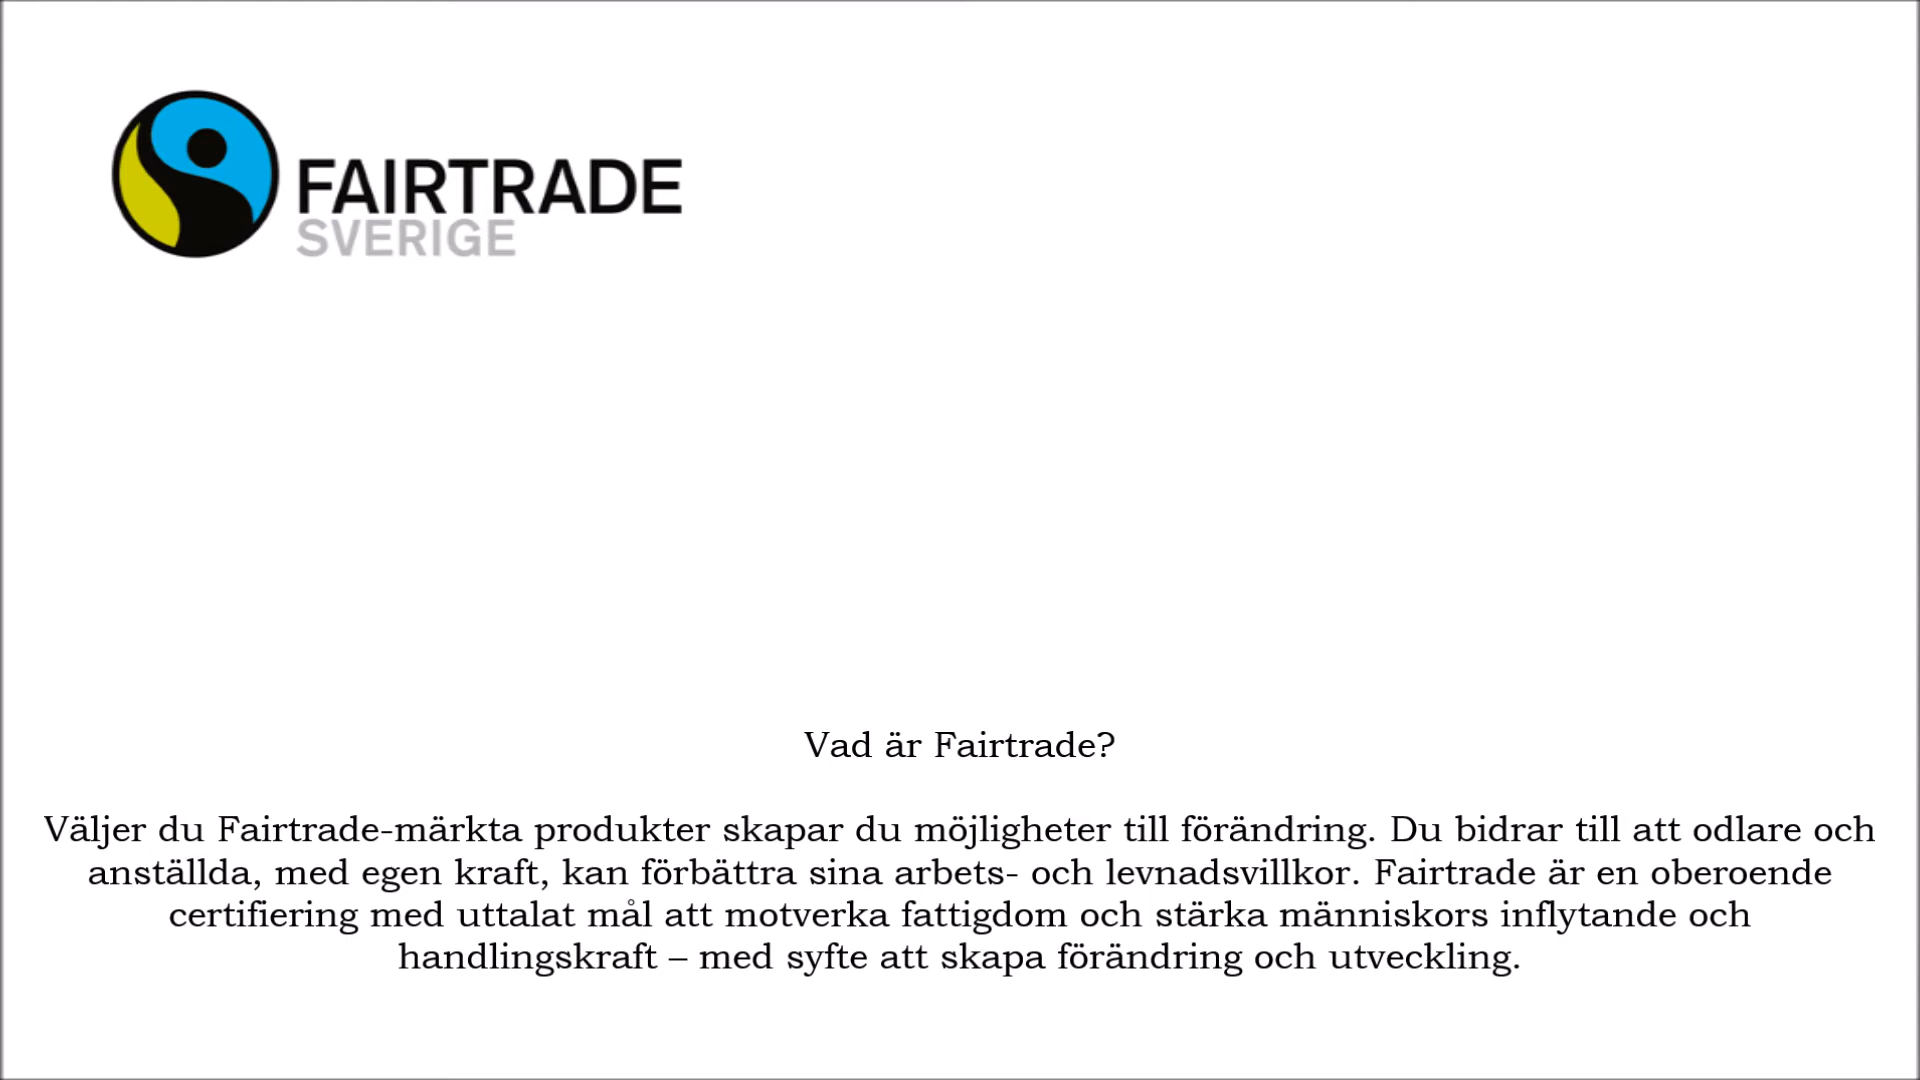 FAIRTRADE
SVERIGE
Vad är Fairtrade?
Väljer du Fairtrade-märkta produkter skapar du möjligheter till förändring. Du bidrar till att odlare och
anställda, med egen kraft, kan förbättra sina arbets- och levnadsvillkor. Fairtrade är en oberoende
certifiering med uttalat mål att motverka fattigdom och stärka människors inflytande och
handlingskraft – med syfte att skapa förändring och utveckling.